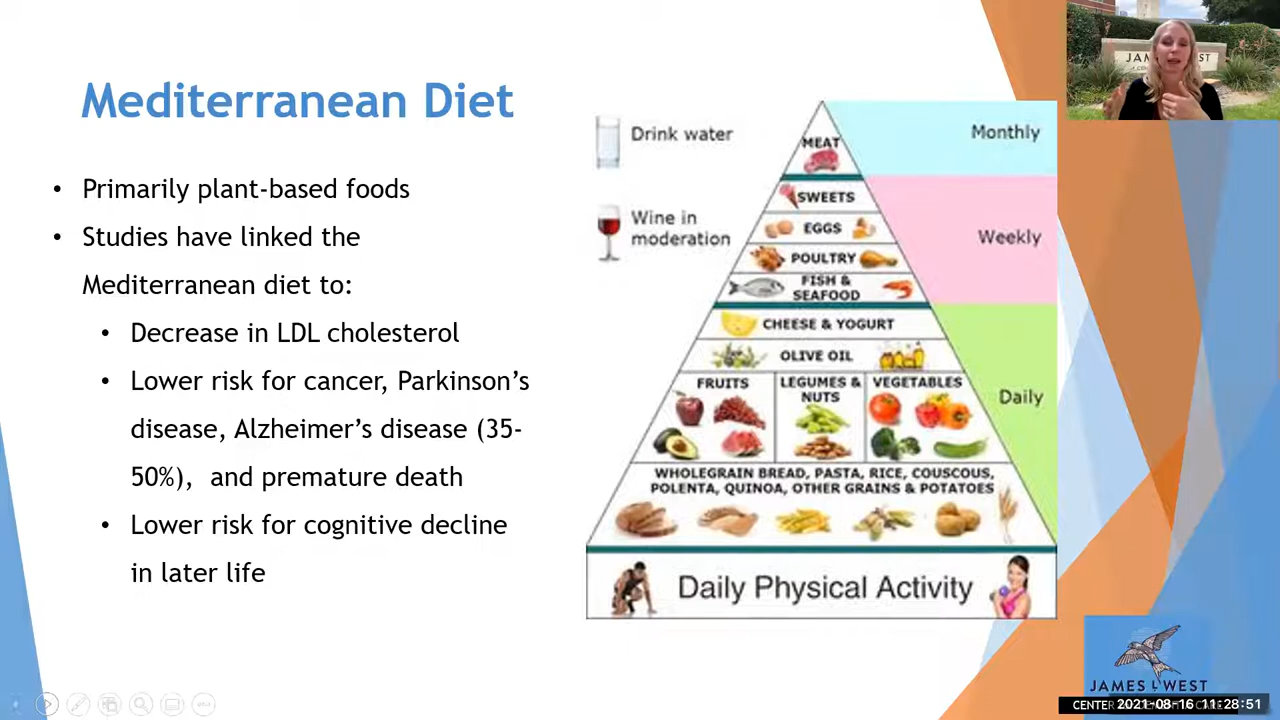 Mediterranean Diet
• Primarily plant-based foods
• Studies have linked the
Mediterranean diet to:
• Decrease in LDL cholesterol
• Lower risk for cancer, Parkinson's
disease, Alzheimer's disease (35-
50%), and premature death
• Lower risk for cognitive decline
in later life
Drink water
Wine in
moderation
MEAT
Monthly
SWEETS
EGGS
POULTRY
FISH &
SEAFOOD
Weekly
CHEESE & YOGURT
OLIVE OIL
FRUITS
LEGUMES &
NUTS
VEGETABLES
Daily
WHOLEGRAIN BREAD, PASTA, RICE, COUSCOUS,
POLENTA, QUINOA, OTHER GRAINS & POTATOES
Daily Physical Activity
JAMES L WEST
CENTER
2021-08-16 11:28:51